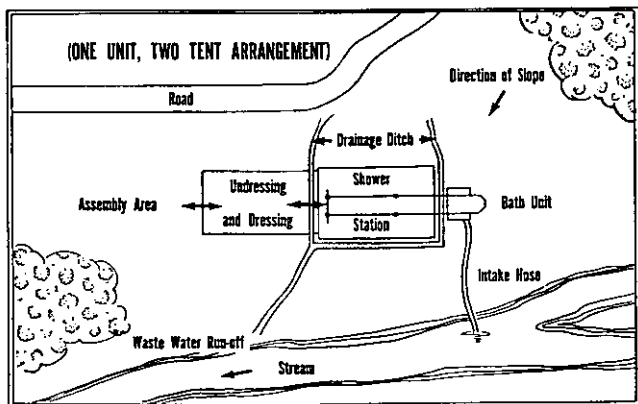 (ONE UNIT, TWO TENT ARRANGEMENT)
Direction of Slope
Road
Drainage Ditch
Undressing
and Dressing
Shower
Station
Assembly Area
Bath Unit
Intake Hose
Waste Water Run-off
Stream